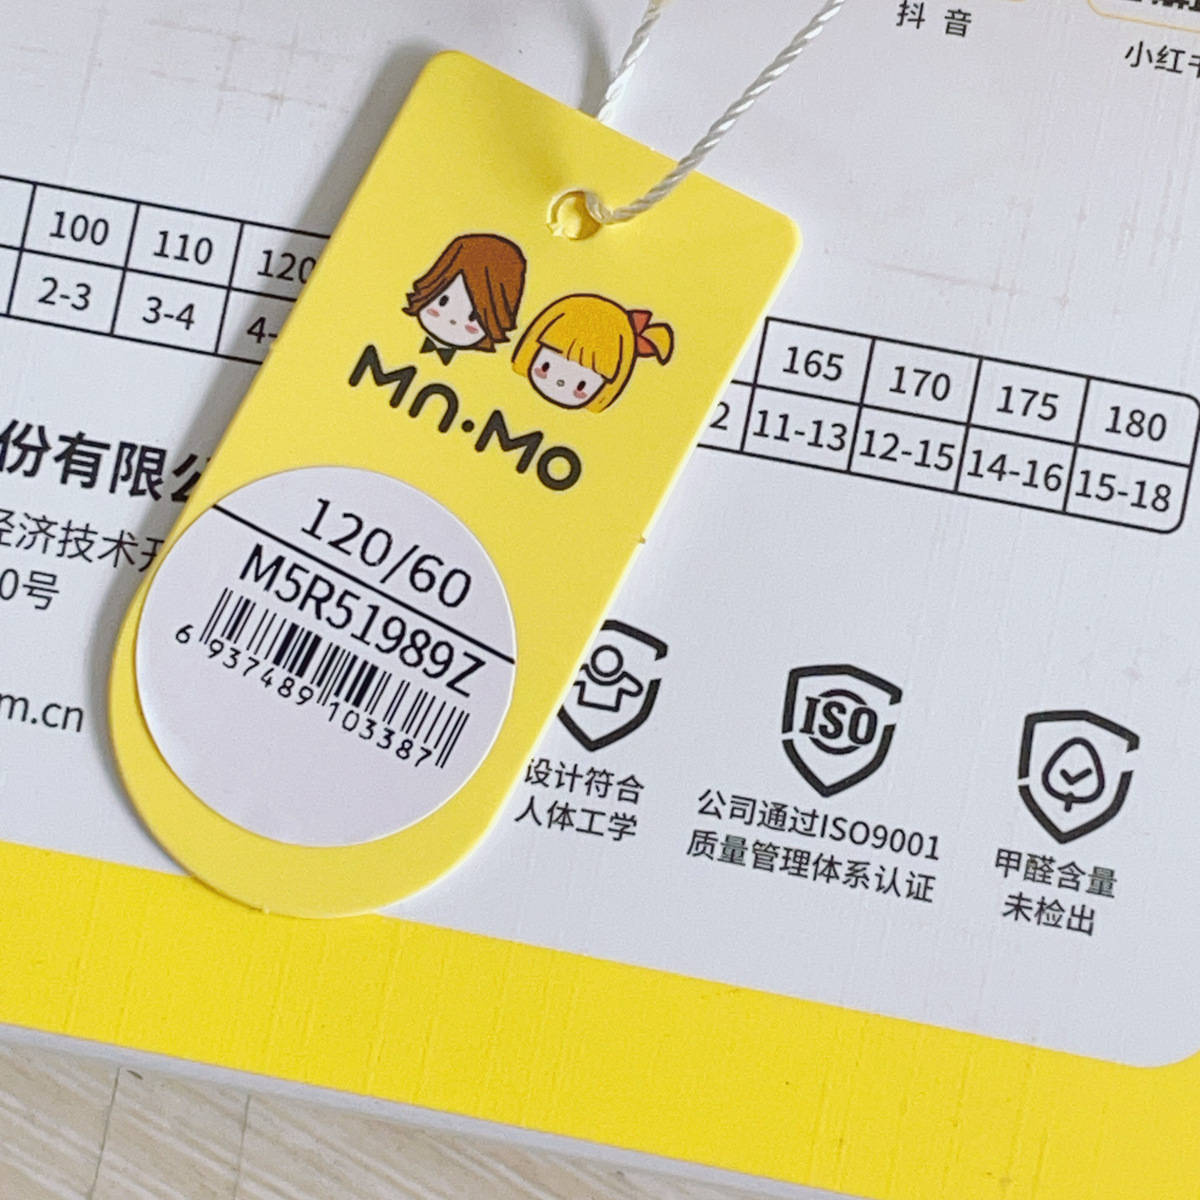 抖音
小红书
100 110 120
2-3 3-4 4-
165 170 175 180
2 11-13 12-15 14-16 15-18
Mn·MO
份有限公
经济技术开
0号
m.cn
120/60
M5R51989Z
6 937489 103387
设计符合
人体工学
ISO
公司通过ISO9001
质量管理体系认证
甲醛含量
未检出